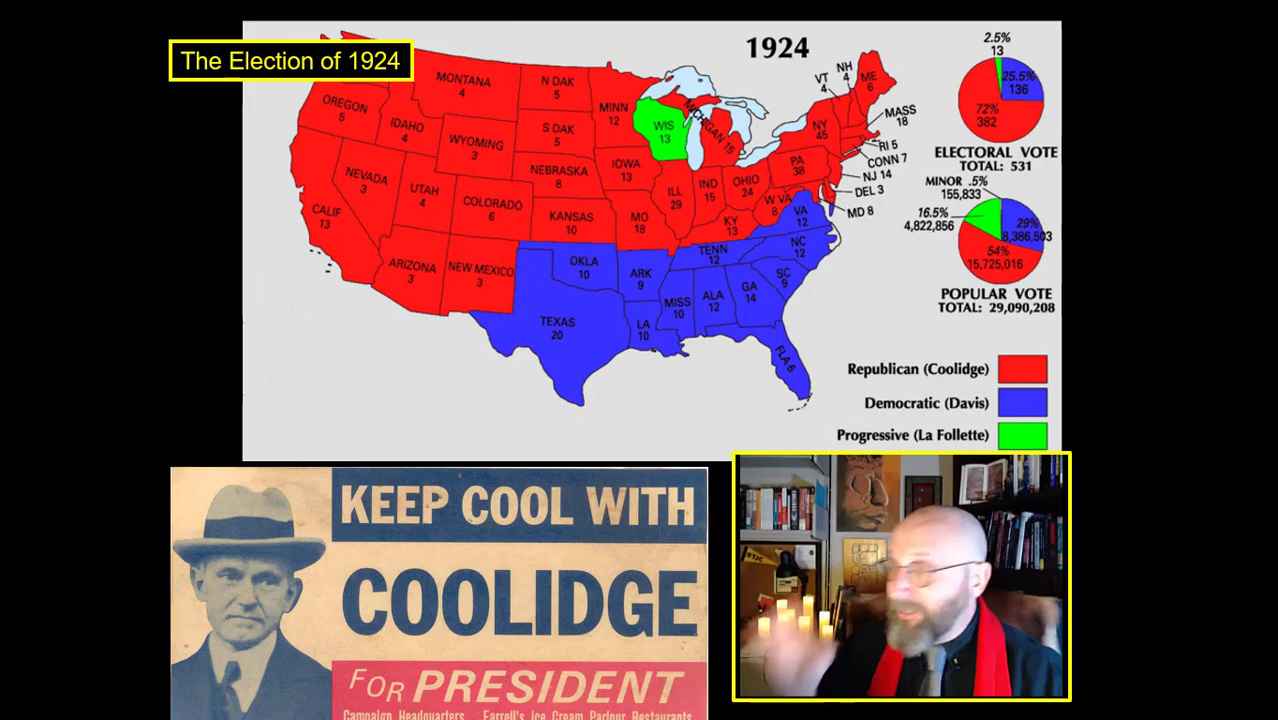 The Election of 1924
1924
MONTANA
4
N DAK
5
MINN
12
OREGON
5
IDAHO
4
WYOMING
3
S DAK
5
WIS
13
MICHIGAN 15
VT
4
NH
4
ME
6
MASS
18
NY
45
RI 5
CONN 7
NJ 14
DEL 3
MD 8
PA
38
NEVADA
3
UTAH
4
COLORADO
6
NEBRASKA
8
IOWA
13
ILL
29
IND
15
OHIO
24
W VA
8
VA
12
CALIF
13
KANSAS
10
MO
18
KY
13
NC
12
TENN
12
ARIZONA
3
NEW MEXICO
3
OKLA
10
ARK
9
SC
9
MISS
10
ALA
12
GA
14
TEXAS
20
LA
10
FLA 6
2.5%
13
25.5%
136
72%
382
ELECTORAL VOTE
TOTAL: 531
MINOR .5%
155,833
16.5%
4,822,856
29%
8,386,503
54%
15,725,016
POPULAR VOTE
TOTAL: 29,090,208
Republican (Coolidge)
Democratic (Davis)
Progressive (La Follette)
KEEP COOL WITH
COOLIDGE
FOR PRESIDENT
Campaign Headquarters Farrell's Ice Cream Parlour Restaurants